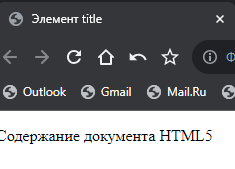 Элемент title
Ф
Outlook Gmail Mail.Ru
Содержание документа HTML5